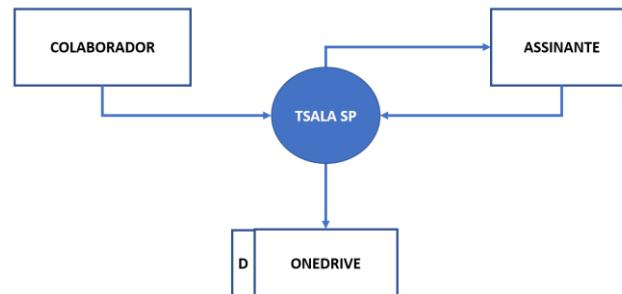 COLABORADOR
ASSINANTE
TSALA SP
D
ONEDRIVE